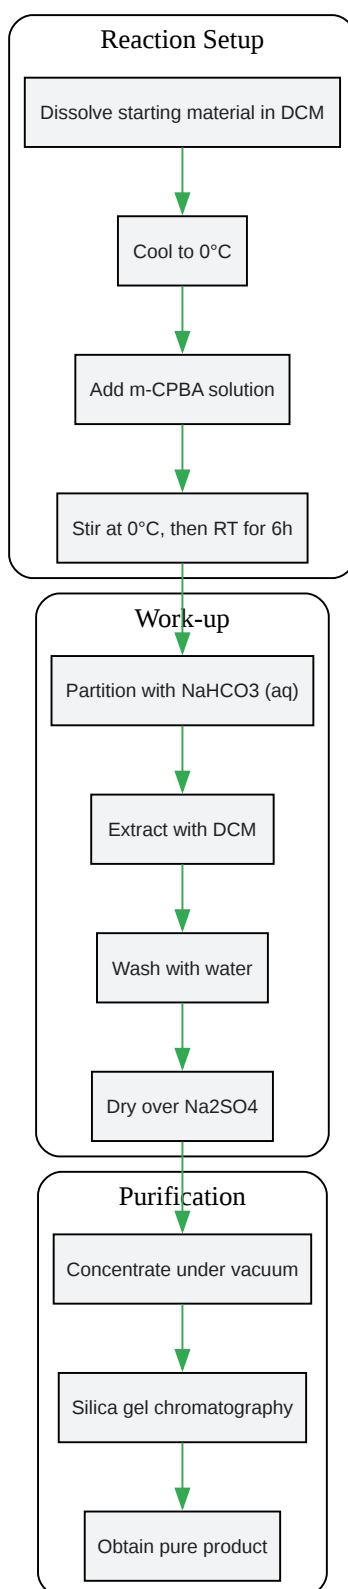 Reaction Setup
Dissolve starting material in DCM
Cool to 0°C
Add m-CPBA solution
Stir at 0°C, then RT for 6h
Work-up
Partition with NaHCO3 (aq)
Extract with DCM
Wash with water
Dry over Na2SO4
Purification
Concentrate under vacuum
Silica gel chromatography
Obtain pure product